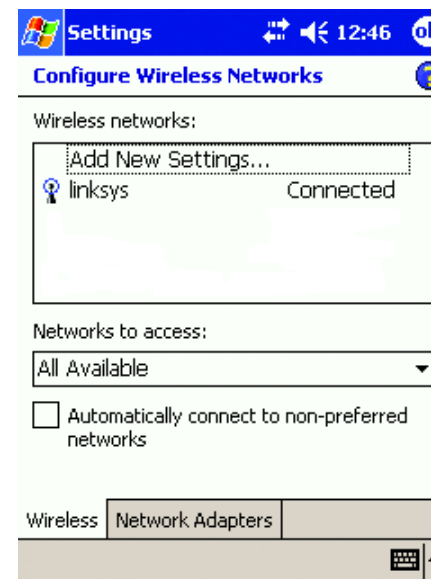 Settings 12:46 ok
Configure Wireless Networks ?
Wireless networks:
Add New Settings...
linksys Connected
Networks to access:
All Available
Automatically connect to non-preferred
networks
Wireless Network Adapters